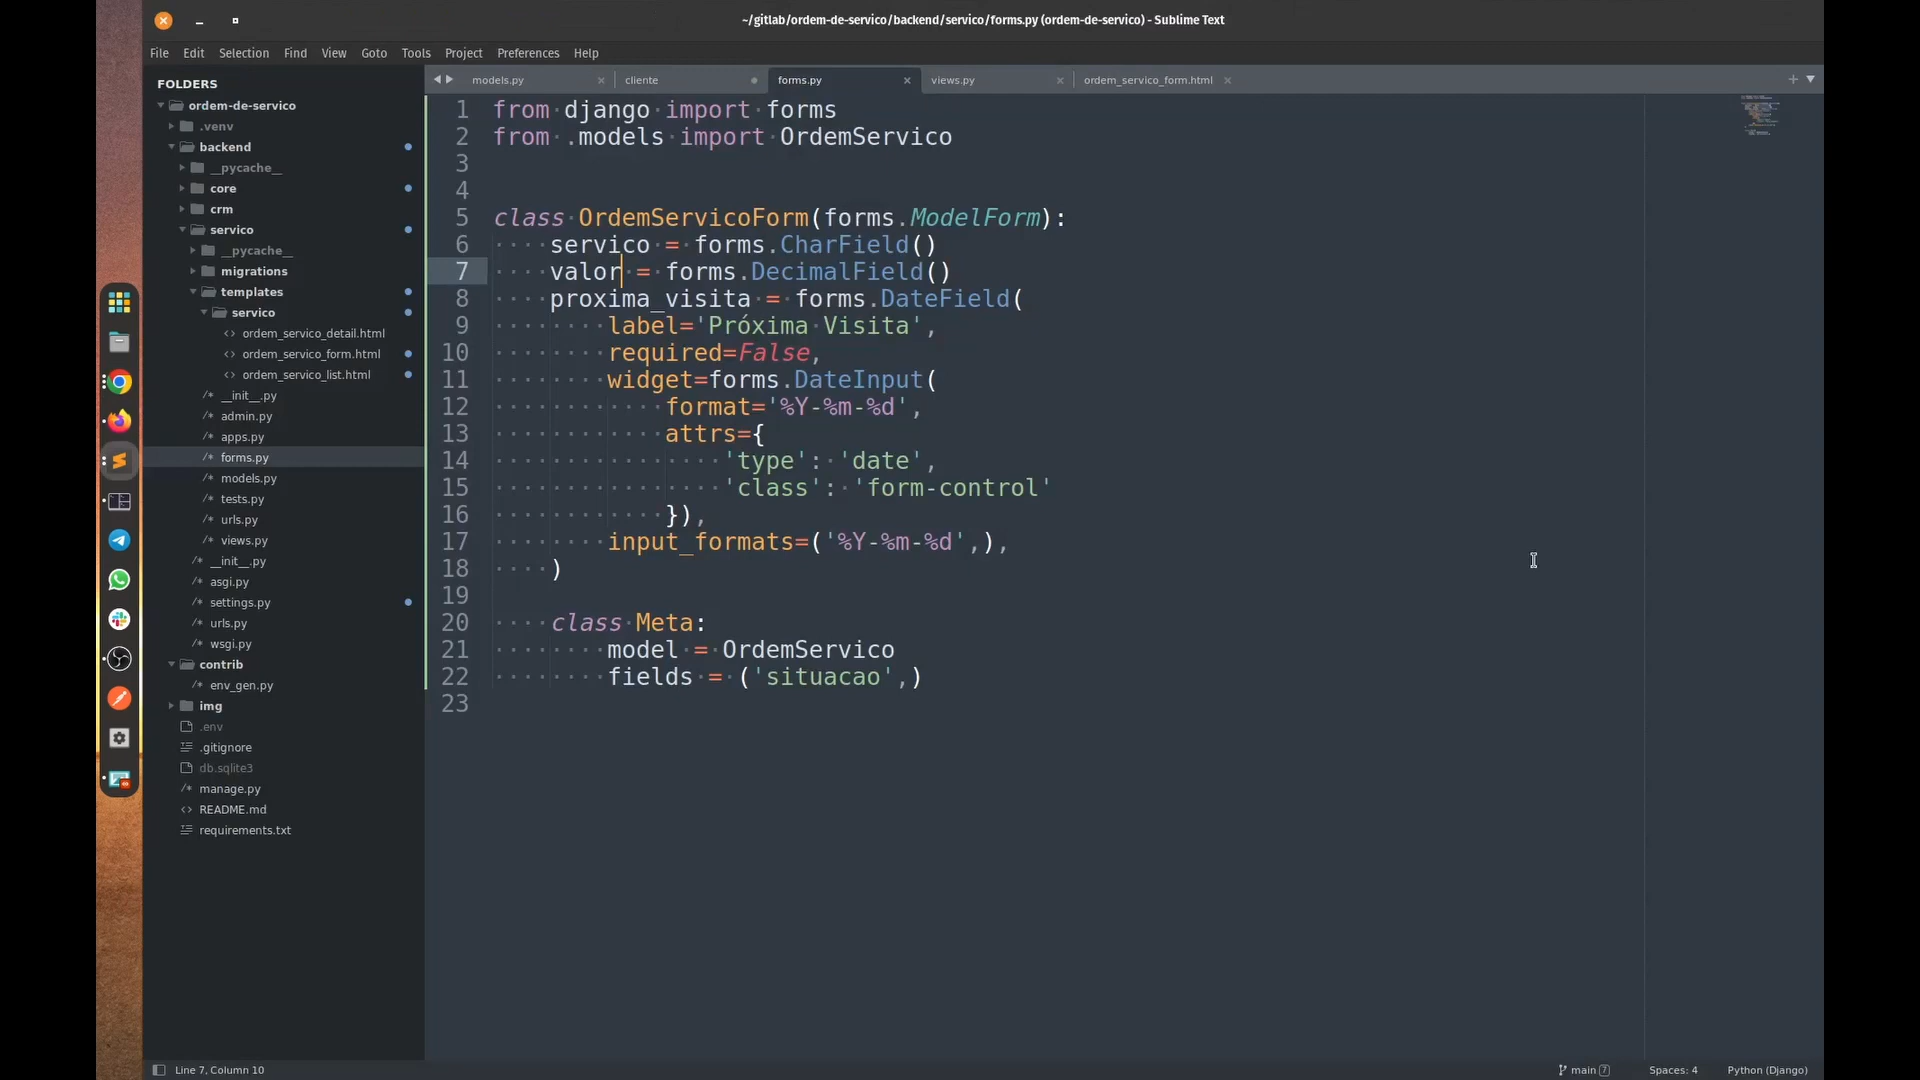 ~/gitlab/ordem-de-servico/backend/servico/forms.py (ordem-de-servico) - Sublime Text
File Edit Selection Find View Goto Tools Project Preferences Help
FOLDERS
ordem-de-servico
.venv
backend
__pycache__
core
crm
servico
__pycache__
migrations
templates
servico
<> ordem_servico_detail.html
<> ordem_servico_form.html
<> ordem_servico_list.html
/* __init__.py
/* admin.py
/* apps.py
/* forms.py
/* models.py
/* tests.py
/* urls.py
/* views.py
/* __init__.py
/* asgi.py
/* settings.py
/* urls.py
/* wsgi.py
contrib
/* env_gen.py
img
.env
.gitignore
db.sqlite3
/* manage.py
<> README.md
requirements.txt
models.py cliente forms.py views.py ordem_servico_form.html
1 from django import forms
2 from .models import OrdemServico
3
4
5 class OrdemServicoForm(forms.ModelForm):
6 servico = forms.CharField()
7 valor = forms.DecimalField()
8 proxima_visita = forms.DateField(
9 label='Próxima Visita',
10 required=False,
11 widget=forms.DateInput(
12 format='%Y-%m-%d',
13 attrs={
14 'type': 'date',
15 'class': 'form-control'
16 }),
17 input_formats=('%Y-%m-%d',),
18 )
19
20 class Meta:
21 model = OrdemServico
22 fields = ('situacao',)
23
Line 7, Column 10 main 7 Spaces: 4 Python (Django)